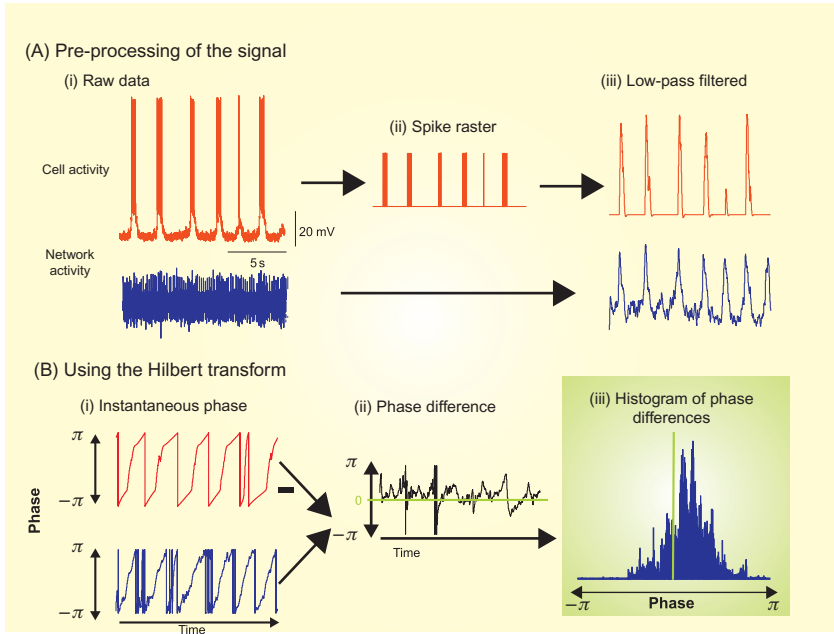 (A) Pre-processing of the signal
(i) Raw data
(ii) Spike raster
(iii) Low-pass filtered
Cell activity
20 mV
5 s
Network
activity
(B) Using the Hilbert transform
(i) Instantaneous phase
(ii) Phase difference
(iii) Histogram of phase
differences
Phase
π
−π
π
−π
Time
π
0
−π
Time
−π
Phase
π